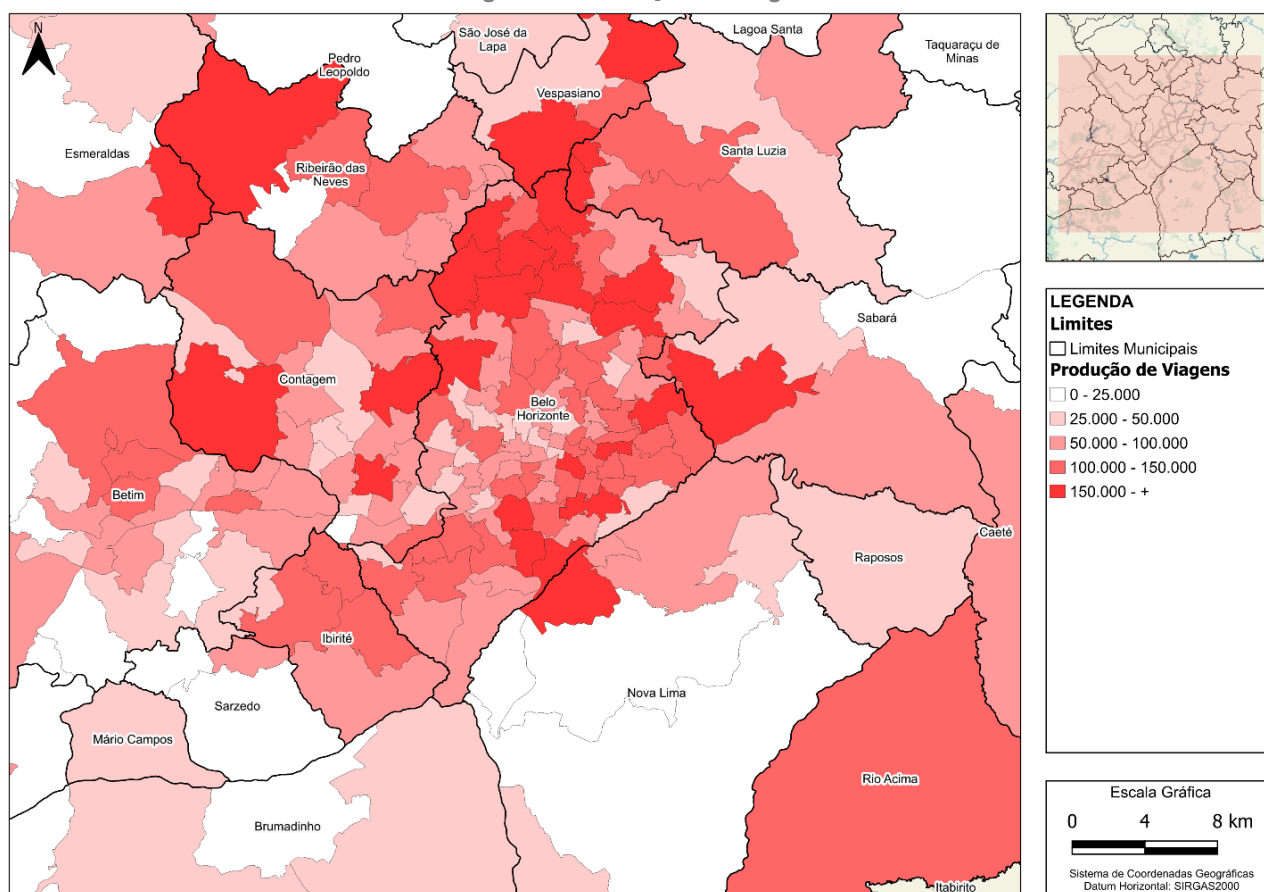 N
São José da
Lapa
Lagoa Santa
Taquaraçu de
Minas
Pedro
Leopoldo
Vespasiano
Esmeraldas
Santa Luzia
Ribeirão das
Neves
Sabará
Contagem
Belo
Horizonte
Betim
Caeté
Raposos
Ibirité
Nova Lima
Sarzedo
Mário Campos
Rio Acima
Brumadinho
Itabirito
LEGENDA
Limites
Limites Municipais
Produção de Viagens
0 - 25.000
25.000 - 50.000
50.000 - 100.000
100.000 - 150.000
150.000 - +
Escala Gráfica
0 4 8 km
Sistema de Coordenadas Geográficas
Datum Horizontal: SIRGAS2000